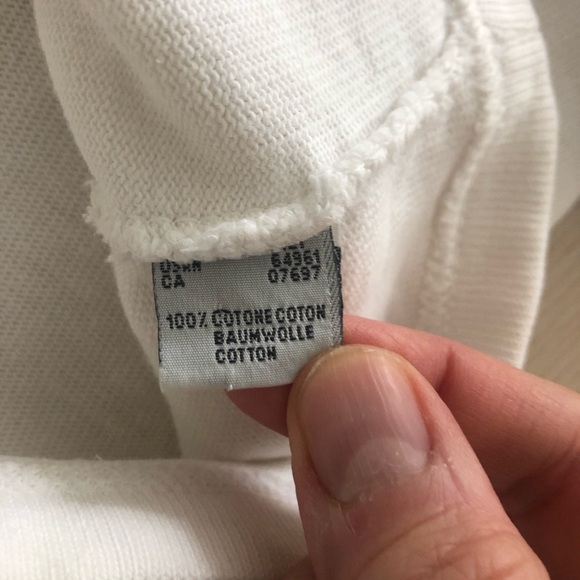 64961
CA 07697
100% COTONE COTON
BAUMWOLLE
COTTON